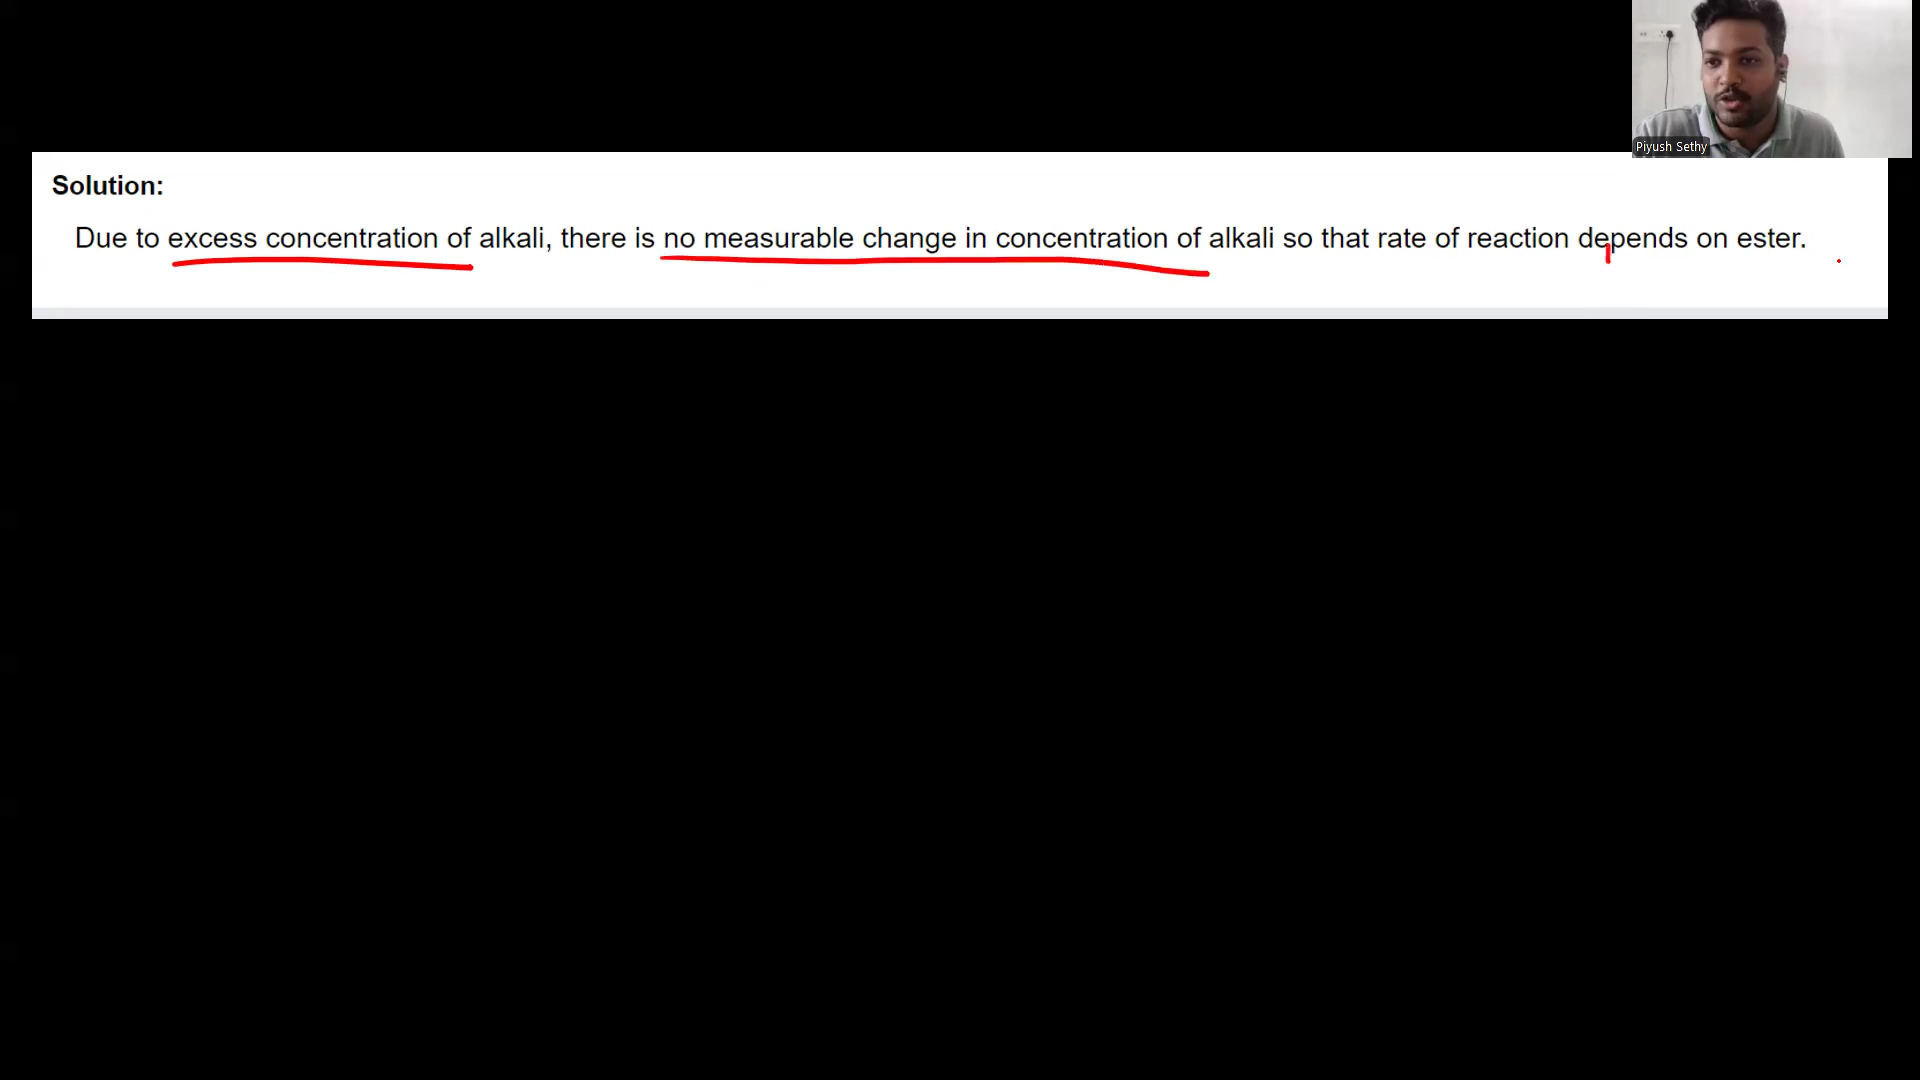 Piyush Sethy
Solution:
Due to excess concentration of alkali, there is no measurable change in concentration of alkali so that rate of reaction depends on ester.